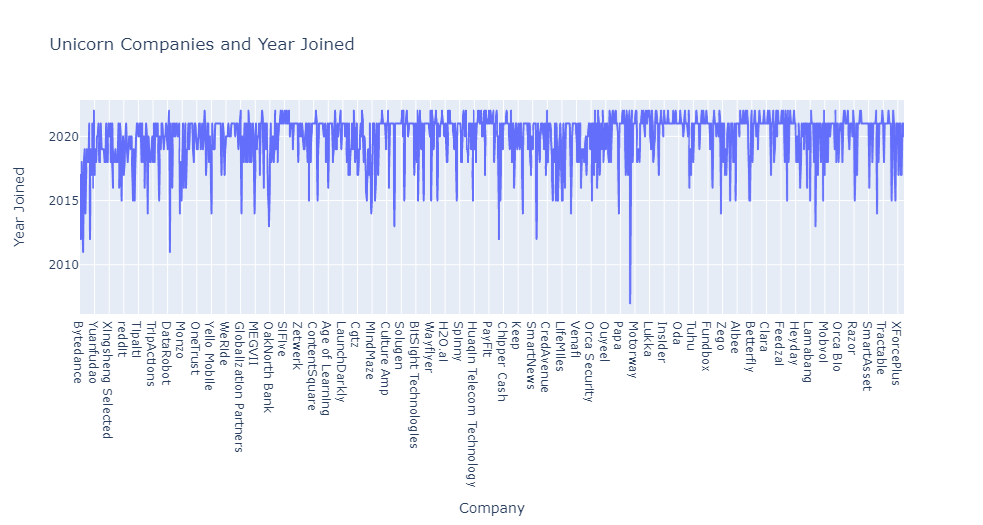 Unicorn Companies and Year Joined
Year Joined
2020
2015
2010
Bytedance
Yuanfudao
Xingsheng Selected
reddit
Tipalti
TripActions
DataRobot
Monzo
OneTrust
Yello Mobile
WeRide
Globalization Partners
MEGVII
OakNorth Bank
SiFive
Zetwerk
ContentSquare
Age of Learning
LaunchDarkly
Cgtz
MindMaze
Culture Amp
Solugen
BitSight Technologies
Wayflyer
H2O.ai
Spinny
Huaqin Telecom Technology
PayFit
Chipper Cash
Keep
SmartNews
CredAvenue
LifeMiles
Venafi
Orca Security
Ouyeel
Papa
Motorway
Lukka
Insider
Oda
Tuhu
Fundbox
Zego
Albee
Betterfly
Clara
Feedzai
Heyday
Lamabang
Mobvoi
Orca Bio
Razor
SmartAsset
Tractable
XForcePlus
Company